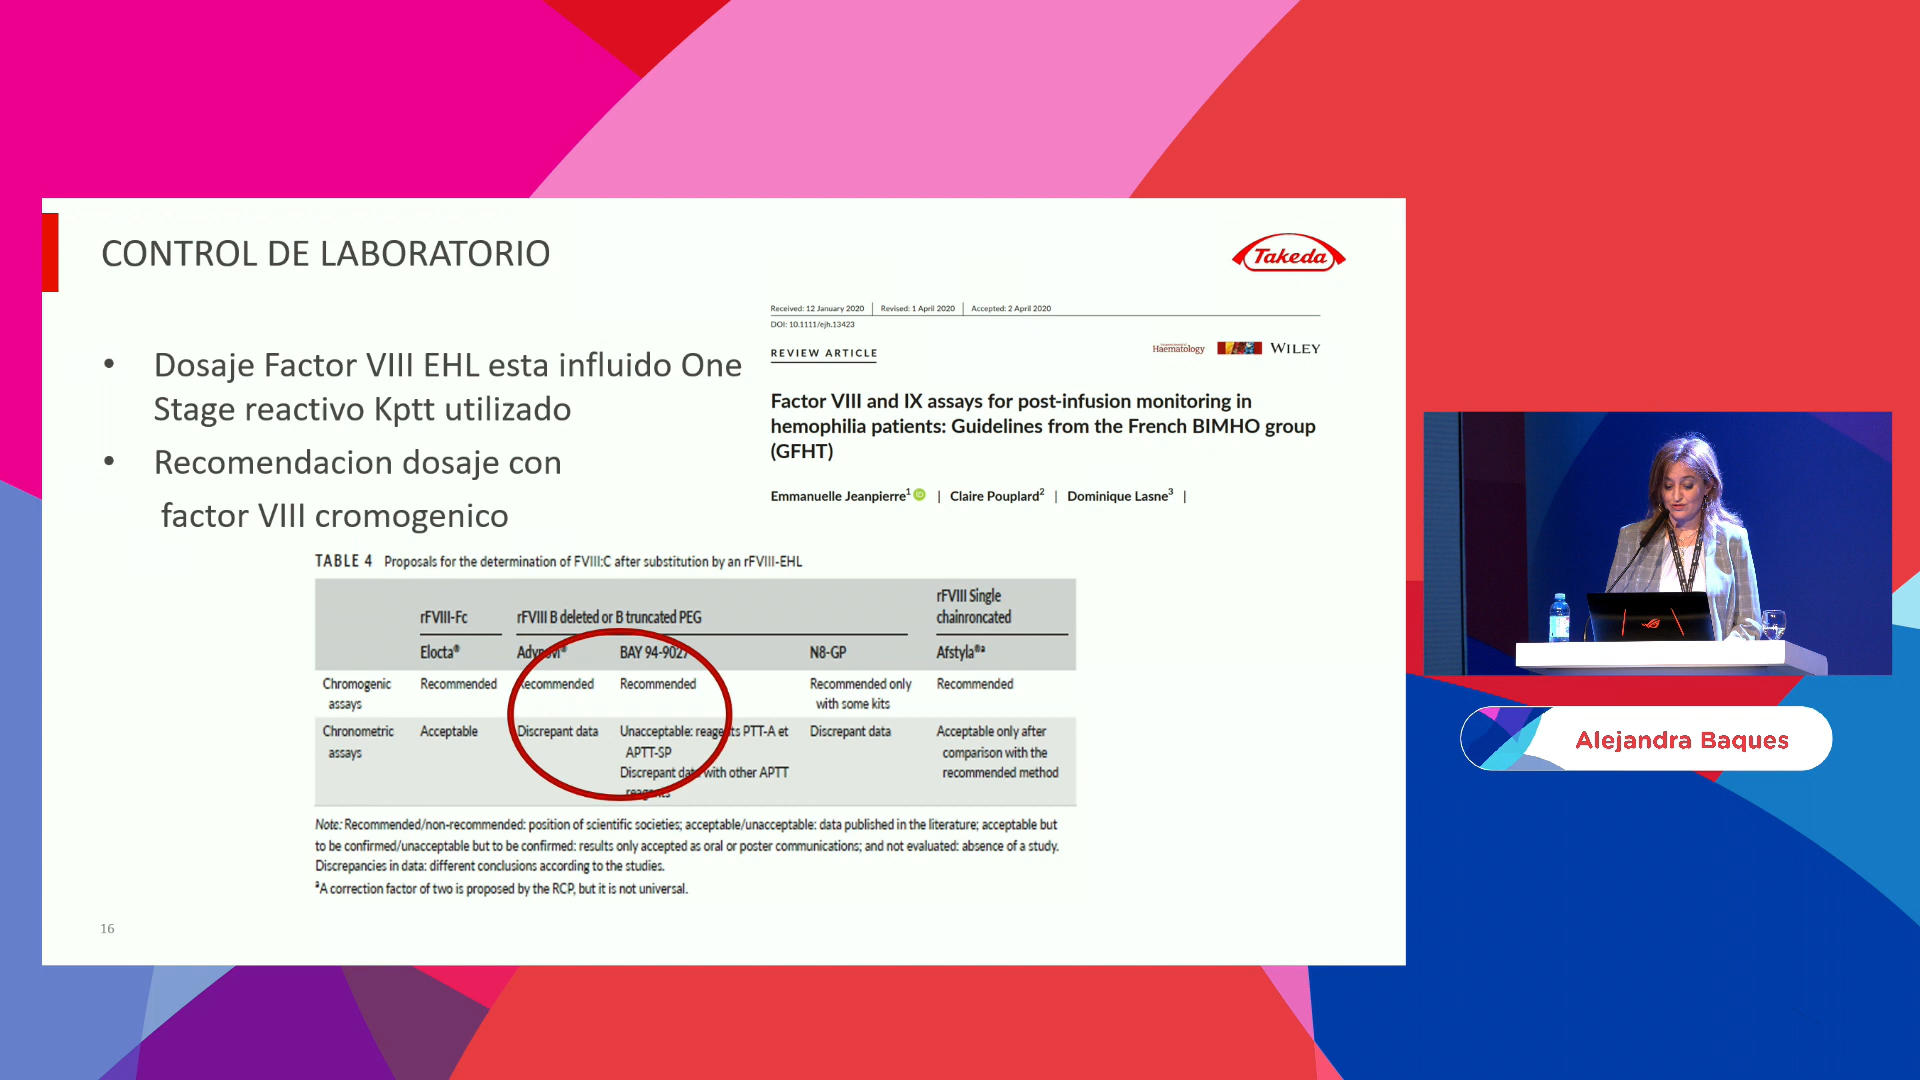 CONTROL DE LABORATORIO
Takeda
• Dosaje Factor VIII EHL esta influido One
Stage reactivo Kptt utilizado
• Recomendacion dosaje con
factor VIII cromogenico
Received: 12 January 2020 | Revised: 1 April 2020 | Accepted: 2 April 2020
DOI: 10.1111/ejh.13423
REVIEW ARTICLE
Haematology WILEY
Factor VIII and IX assays for post-infusion monitoring in
hemophilia patients: Guidelines from the French BIMHO group
(GFHT)
Emmanuelle Jeanpierre1 iD | Claire Pouplard2 | Dominique Lasne3 |
TABLE 4 Proposals for the determination of FVIII:C after substitution by an rFVIII-EHL
rFVIII-Fc rFVIII B deleted or B truncated PEG rFVIII Single
chainroncated
Elocta® Adynovi® BAY 94-9027 N8-GP Afstyla®a
Chromogenic Recommended Recommended Recommended Recommended only Recommended
assays with some kits
Chronometric Acceptable Discrepant data Unacceptable: reagents PTT-A et Discrepant data Acceptable only after
assays APTT-SP comparison with the
Discrepant data with other APTT recommended method
reagents
Note: Recommended/non-recommended: position of scientific societies; acceptable/unacceptable: data published in the literature; acceptable but
to be confirmed/unacceptable but to be confirmed: results only accepted as oral or poster communications; and not evaluated: absence of a study.
Discrepancies in data: different conclusions according to the studies.
aA correction factor of two is proposed by the RCP, but it is not universal.
16
Alejandra Baques